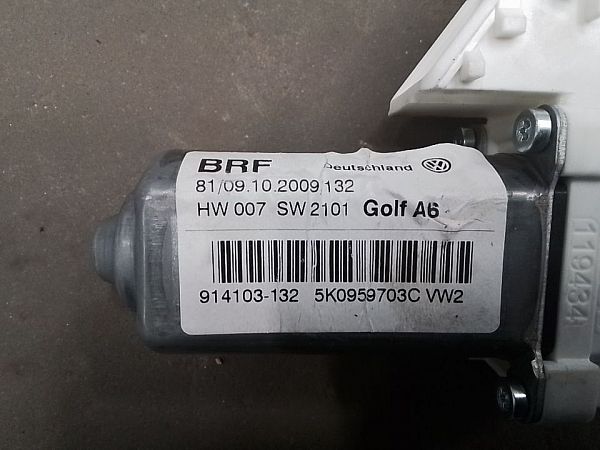 BRF Deutschland
81/09.10.2009 132
HW 007 SW 2101 Golf A6
914103-132 5K0959703C VW2
119434